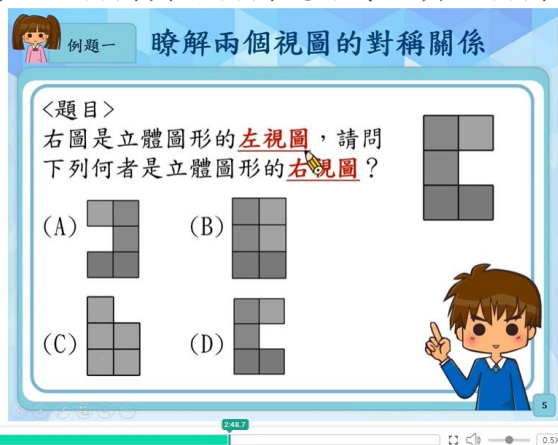 例題一
瞭解兩個視圖的對稱關係
<題目>
右圖是立體圖形的左視圖，請問
下列何者是立體圖形的右視圖？
(A)
(B)
(C)
(D)
5
2:48.7
0.5x